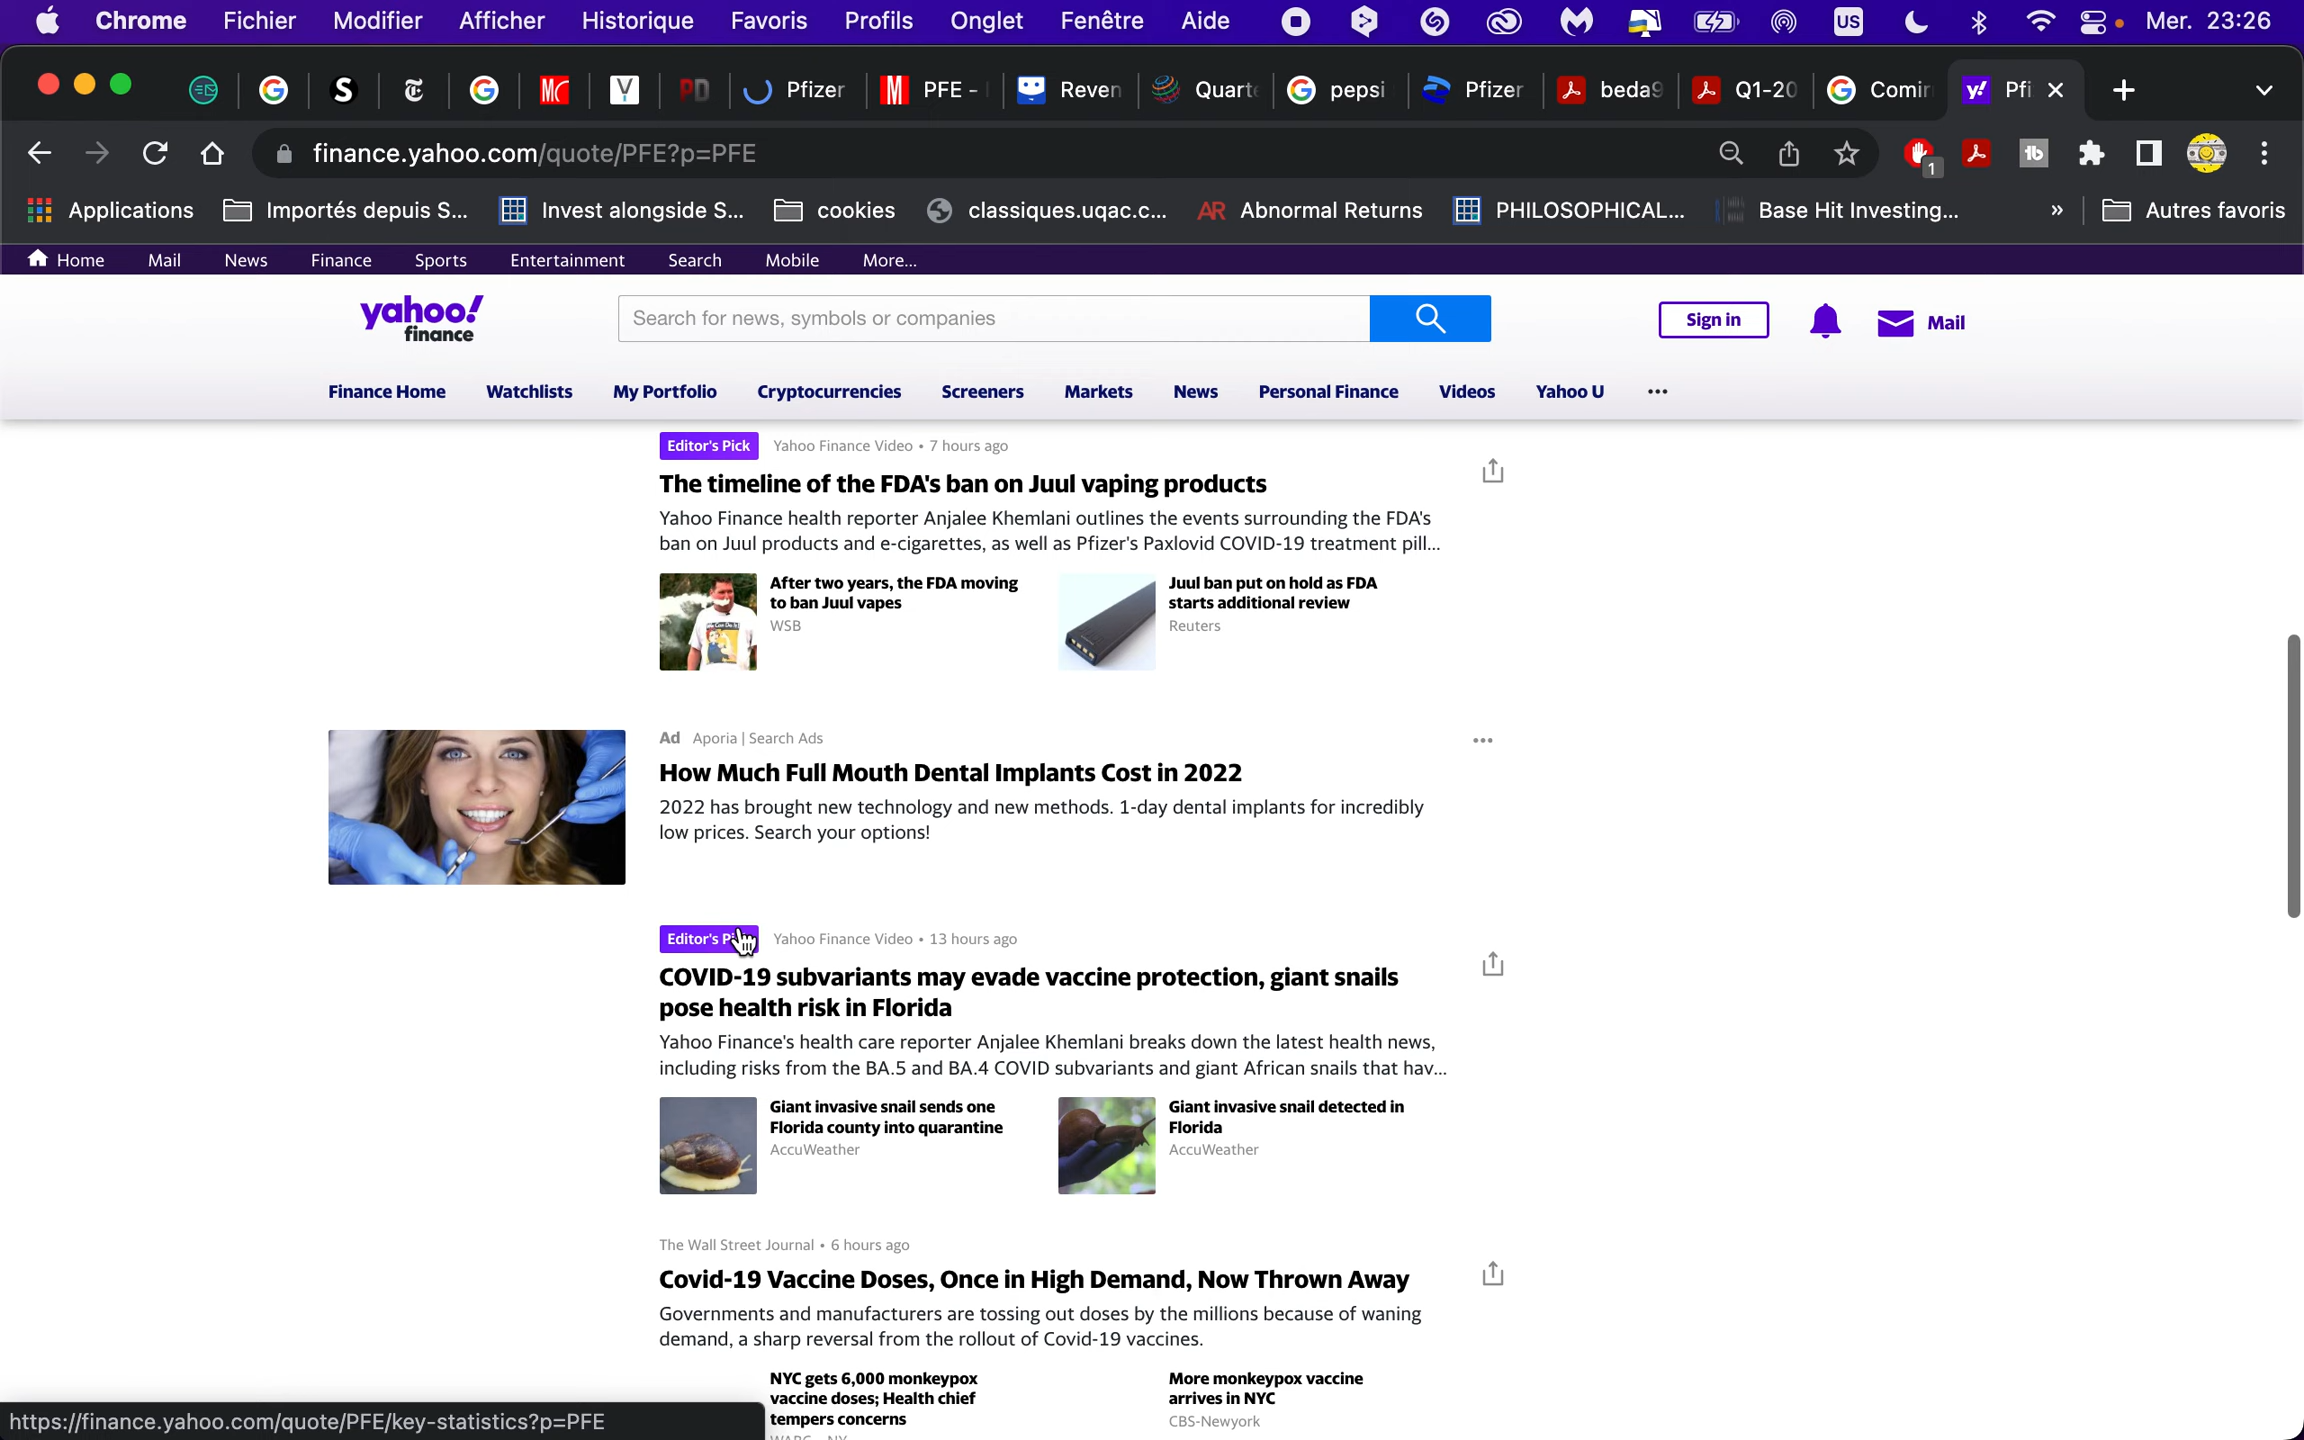 Chrome Fichier Modifier Afficher Historique Favoris Profils Onglet Fenêtre Aide US Mer. 23:26
Pfizer PFE - Reven Quart pepsi Pfizer beda9 Q1-20 Comin Pfi
finance.yahoo.com/quote/PFE?p=PFE 1
Applications Importés depuis S... Invest alongside S... cookies classiques.uqac.c... AR Abnormal Returns PHILOSOPHICAL... Base Hit Investing... » Autres favoris
Home Mail News Finance Sports Entertainment Search Mobile More...
yahoo!
finance
Search for news, symbols or companies
Sign in
Mail
Finance Home Watchlists My Portfolio Cryptocurrencies Screeners Markets News Personal Finance Videos Yahoo U ...
Editor's Pick Yahoo Finance Video • 7 hours ago
The timeline of the FDA's ban on Juul vaping products
Yahoo Finance health reporter Anjalee Khemlani outlines the events surrounding the FDA's
ban on Juul products and e-cigarettes, as well as Pfizer's Paxlovid COVID-19 treatment pill...
After two years, the FDA moving
to ban Juul vapes
WSB
Juul ban put on hold as FDA
starts additional review
Reuters
Ad Aporia | Search Ads
How Much Full Mouth Dental Implants Cost in 2022
2022 has brought new technology and new methods. 1-day dental implants for incredibly
low prices. Search your options!
Editor's Yahoo Finance Video • 13 hours ago
COVID-19 subvariants may evade vaccine protection, giant snails
pose health risk in Florida
Yahoo Finance's health care reporter Anjalee Khemlani breaks down the latest health news,
including risks from the BA.5 and BA.4 COVID subvariants and giant African snails that hav...
Giant invasive snail sends one
Florida county into quarantine
AccuWeather
Giant invasive snail detected in
Florida
AccuWeather
The Wall Street Journal • 6 hours ago
Covid-19 Vaccine Doses, Once in High Demand, Now Thrown Away
Governments and manufacturers are tossing out doses by the millions because of waning
demand, a sharp reversal from the rollout of Covid-19 vaccines.
NYC gets 6,000 monkeypox
vaccine doses; Health chief
tempers concerns
More monkeypox vaccine
arrives in NYC
CBS-Newyork
https://finance.yahoo.com/quote/PFE/key-statistics?p=PFE